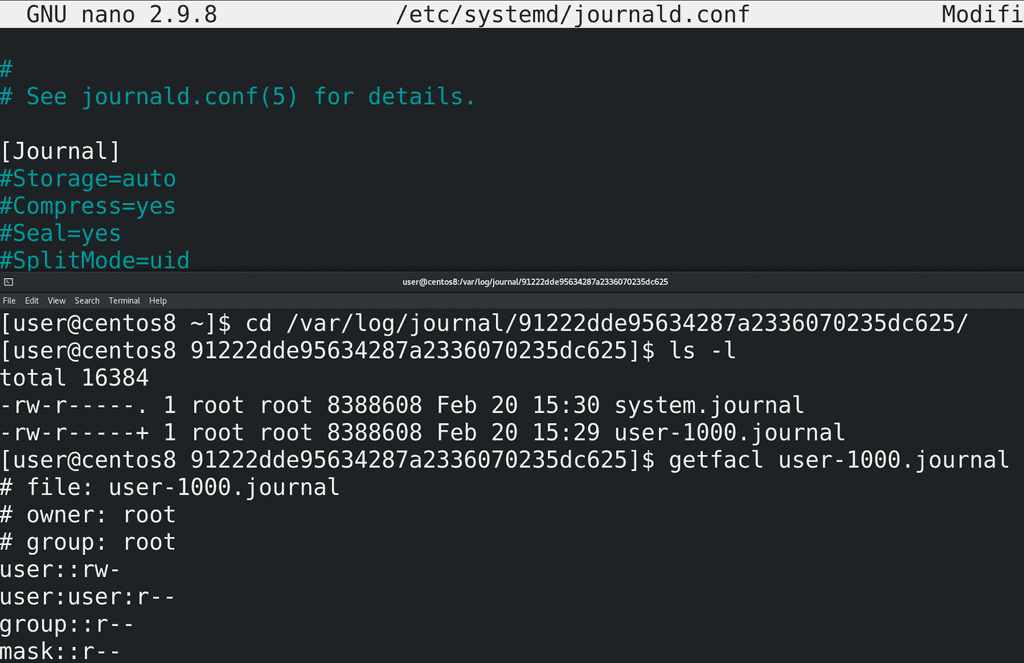 GNU nano 2.9.8 /etc/systemd/journald.conf Modifi
#
# See journald.conf(5) for details.
[Journal]
#Storage=auto
#Compress=yes
#Seal=yes
#SplitMode=uid
user@centos8:/var/log/journal/91222dde95634287a2336070235dc625
File Edit View Search Terminal Help
[user@centos8 ~]$ cd /var/log/journal/91222dde95634287a2336070235dc625/
[user@centos8 91222dde95634287a2336070235dc625]$ ls -l
total 16384
-rw-r-----. 1 root root 8388608 Feb 20 15:30 system.journal
-rw-r-----+ 1 root root 8388608 Feb 20 15:29 user-1000.journal
[user@centos8 91222dde95634287a2336070235dc625]$ getfacl user-1000.journal
# file: user-1000.journal
# owner: root
# group: root
user::rw-
user:user:r--
group::r--
mask::r--